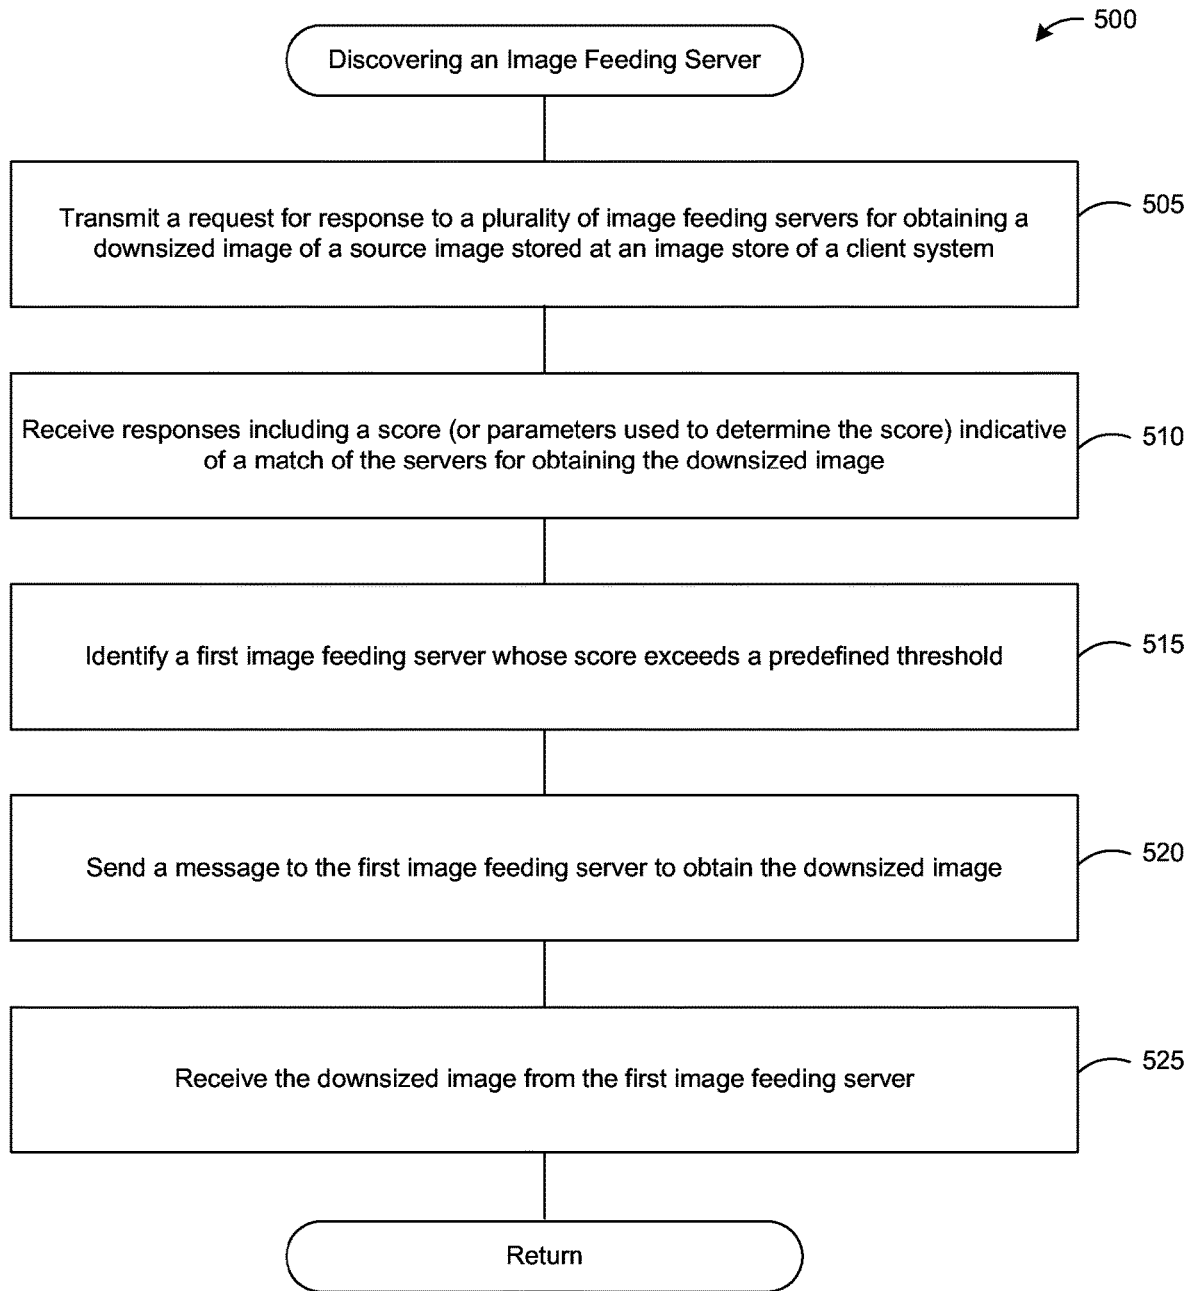 500
Discovering an Image Feeding Server
Transmit a request for response to a plurality of image feeding servers for obtaining a
downsized image of a source image stored at an image store of a client system
505
Receive responses including a score (or parameters used to determine the score) indicative
of a match of the servers for obtaining the downsized image
510
Identify a first image feeding server whose score exceeds a predefined threshold
515
Send a message to the first image feeding server to obtain the downsized image
520
Receive the downsized image from the first image feeding server
525
Return